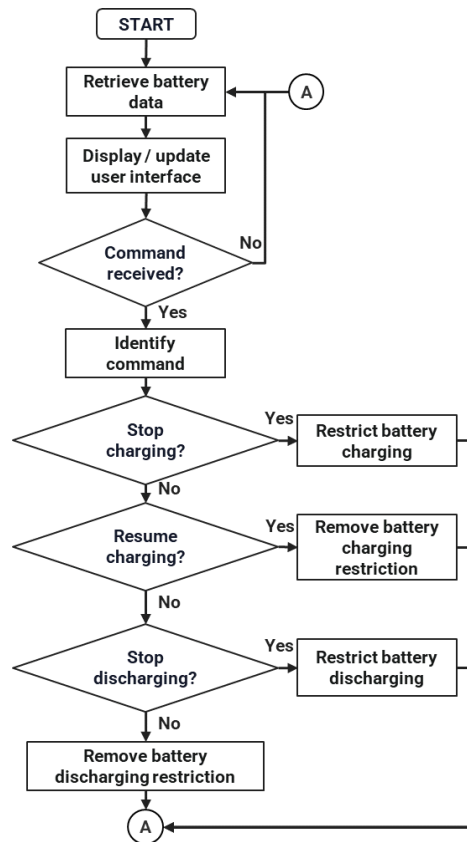 START
Retrieve battery
data
A
Display / update
user interface
Command
received?
No
Yes
Identify
command
Stop
charging?
Yes
Restrict battery
charging
No
Resume
charging?
Yes
Remove battery
charging
restriction
No
Stop
discharging?
Yes
Restrict battery
discharging
No
Remove battery
discharging restriction
A